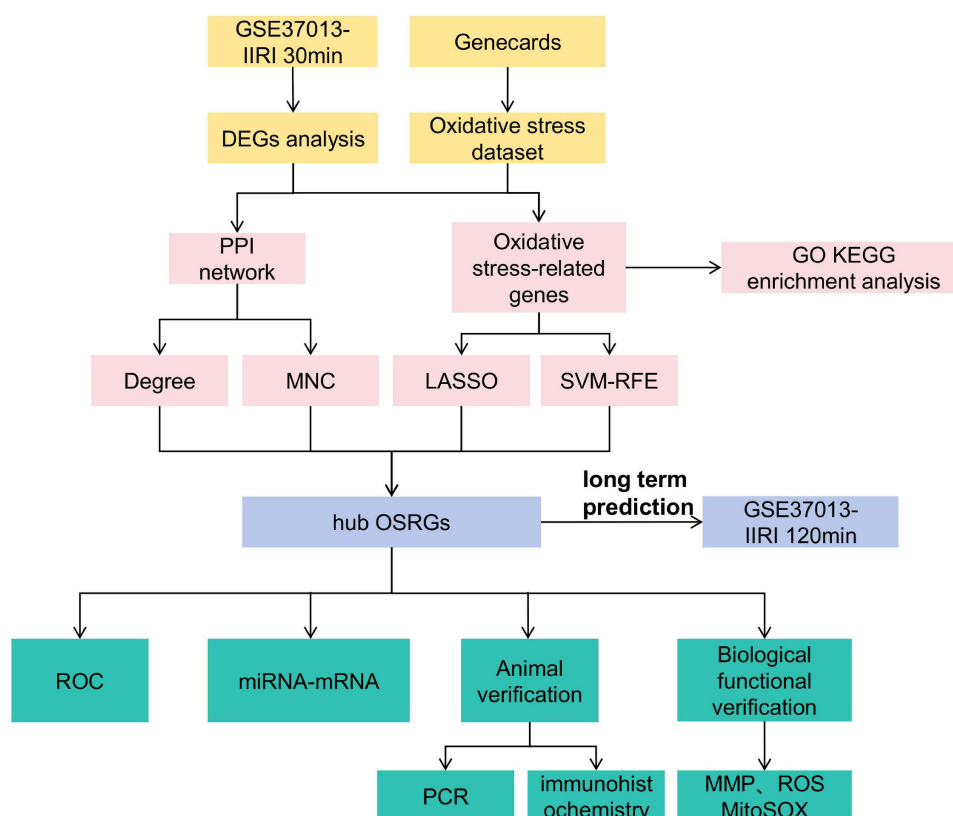 GSE37013-
IIRI 30min
Genecards
DEGs analysis
Oxidative stress
dataset
PPI
network
Oxidative
stress-related
genes
GO KEGG
enrichment analysis
Degree
MNC
LASSO
SVM-RFE
hub OSRGs
long term
prediction
GSE37013-
IIRI 120min
ROC
miRNA-mRNA
Animal
verification
Biological
functional
verification
PCR
immunohist
ochemistry
MMP、ROS
MitoSOX